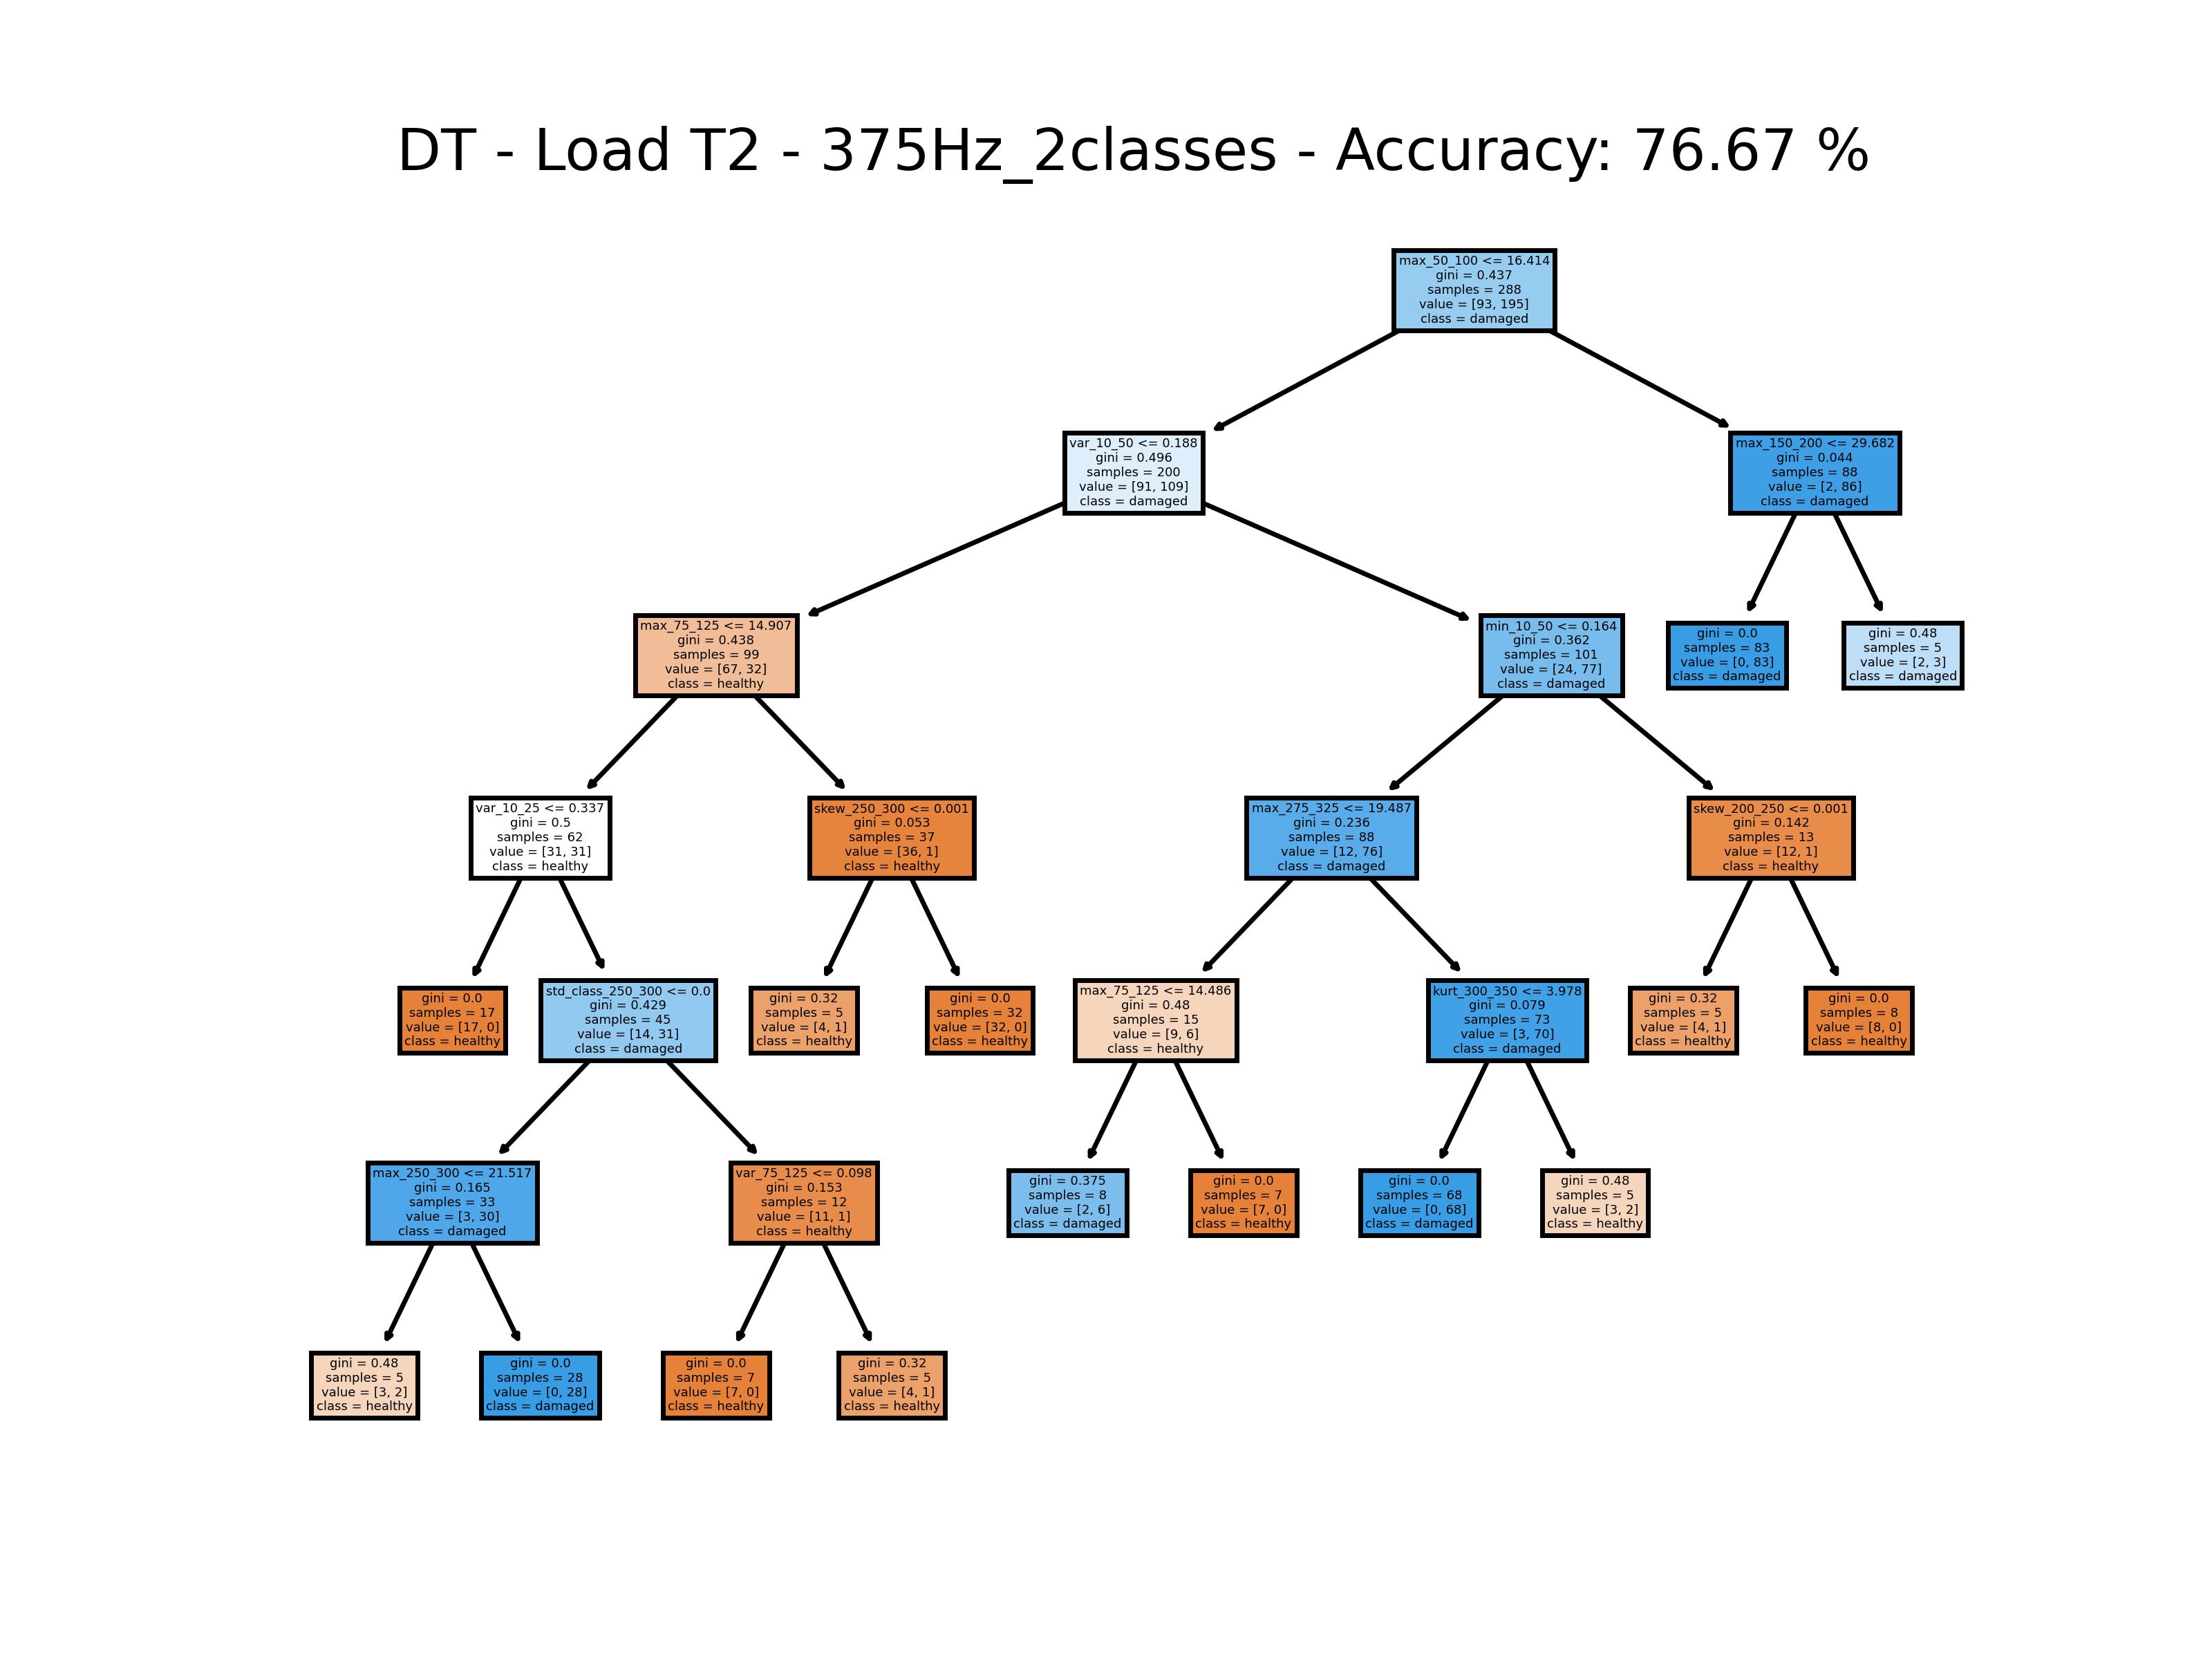 DT - Load T2 - 375Hz_2classes - Accuracy: 76.67 %
max_50_100 <= 16.414
gini = 0.437
samples = 288
value = [93, 195]
class = damaged
var_10_50 <= 0.188
gini = 0.496
samples = 200
value = [91, 109]
class = damaged
max_150_200 <= 29.682
gini = 0.044
samples = 88
value = [2, 86]
class = damaged
max_75_125 <= 14.907
gini = 0.438
samples = 99
value = [67, 32]
class = healthy
min_10_50 <= 0.164
gini = 0.362
samples = 101
value = [24, 77]
class = damaged
gini = 0.0
samples = 83
value = [0, 83]
class = damaged
gini = 0.48
samples = 5
value = [2, 3]
class = damaged
var_10_25 <= 0.337
gini = 0.5
samples = 62
value = [31, 31]
class = healthy
skew_250_300 <= 0.001
gini = 0.053
samples = 37
value = [36, 1]
class = healthy
max_275_325 <= 19.487
gini = 0.236
samples = 88
value = [12, 76]
class = damaged
skew_200_250 <= 0.001
gini = 0.142
samples = 13
value = [12, 1]
class = healthy
gini = 0.0
samples = 17
value = [17, 0]
class = healthy
std_class_250_300 <= 0.0
gini = 0.429
samples = 45
value = [14, 31]
class = damaged
gini = 0.32
samples = 5
value = [4, 1]
class = healthy
gini = 0.0
samples = 32
value = [32, 0]
class = healthy
max_75_125 <= 14.486
gini = 0.48
samples = 15
value = [9, 6]
class = healthy
kurt_300_350 <= 3.978
gini = 0.079
samples = 73
value = [3, 70]
class = damaged
gini = 0.32
samples = 5
value = [4, 1]
class = healthy
gini = 0.0
samples = 8
value = [8, 0]
class = healthy
max_250_300 <= 21.517
gini = 0.165
samples = 33
value = [3, 30]
class = damaged
var_75_125 <= 0.098
gini = 0.153
samples = 12
value = [11, 1]
class = healthy
gini = 0.375
samples = 8
value = [2, 6]
class = damaged
gini = 0.0
samples = 7
value = [7, 0]
class = healthy
gini = 0.0
samples = 68
value = [0, 68]
class = damaged
gini = 0.48
samples = 5
value = [3, 2]
class = healthy
gini = 0.48
samples = 5
value = [3, 2]
class = healthy
gini = 0.0
samples = 28
value = [0, 28]
class = damaged
gini = 0.0
samples = 7
value = [7, 0]
class = healthy
gini = 0.32
samples = 5
value = [4, 1]
class = healthy